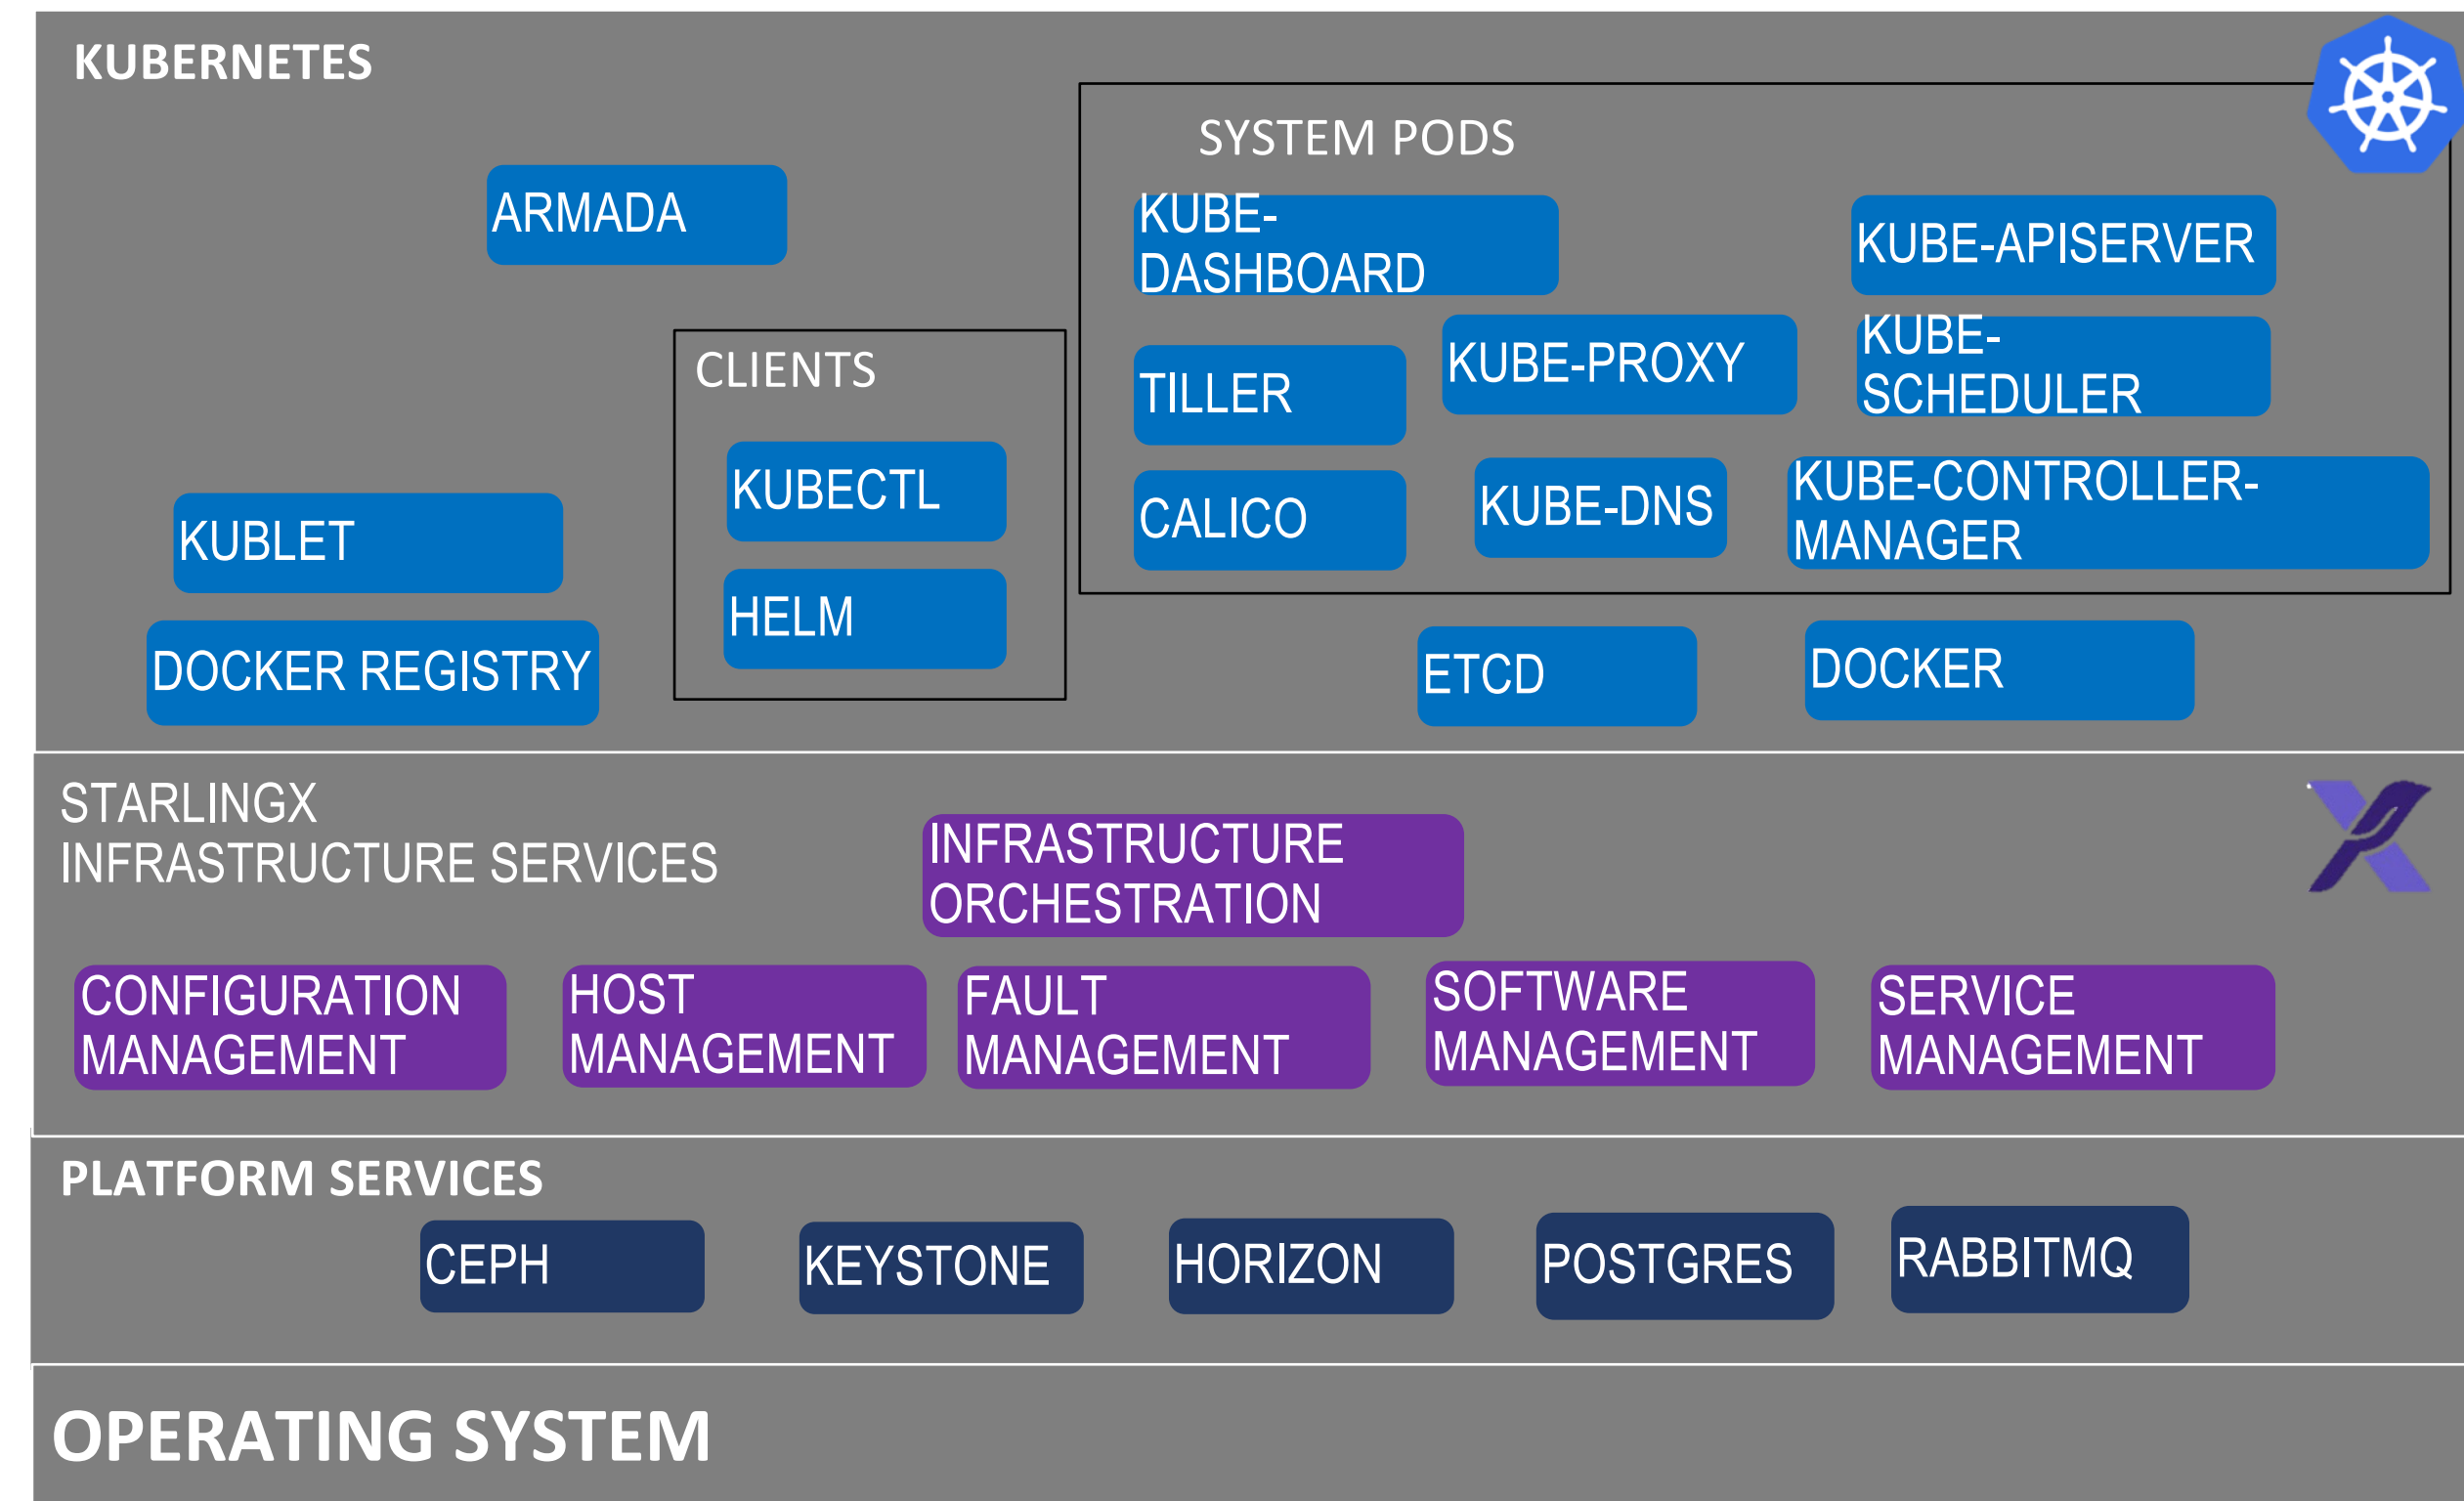 KUBERNETES
SYSTEM PODS
ARMADA
KUBE-
DASHBOARD
KUBE-APISERVER
CLIENTS
TILLER
KUBE-PROXY
KUBE-
SCHEDULER
KUBECTL
CALICO
KUBE-DNS
KUBE-CONTROLLER-
MANAGER
KUBLET
HELM
DOCKER REGISTRY
ETCD
DOCKER
STARLINGX
INFRASTRUCTURE SERVICES
INFRASTRUCTURE
ORCHESTRATION
CONFIGURATION
MANAGEMENT
HOST
MANAGEMENT
FAULT
MANAGEMENT
SOFTWARE
MANAGEMENT
SERVICE
MANAGEMENT
PLATFORM SERVICES
CEPH
KEYSTONE
HORIZON
POSTGRES
RABBITMQ
OPERATING SYSTEM